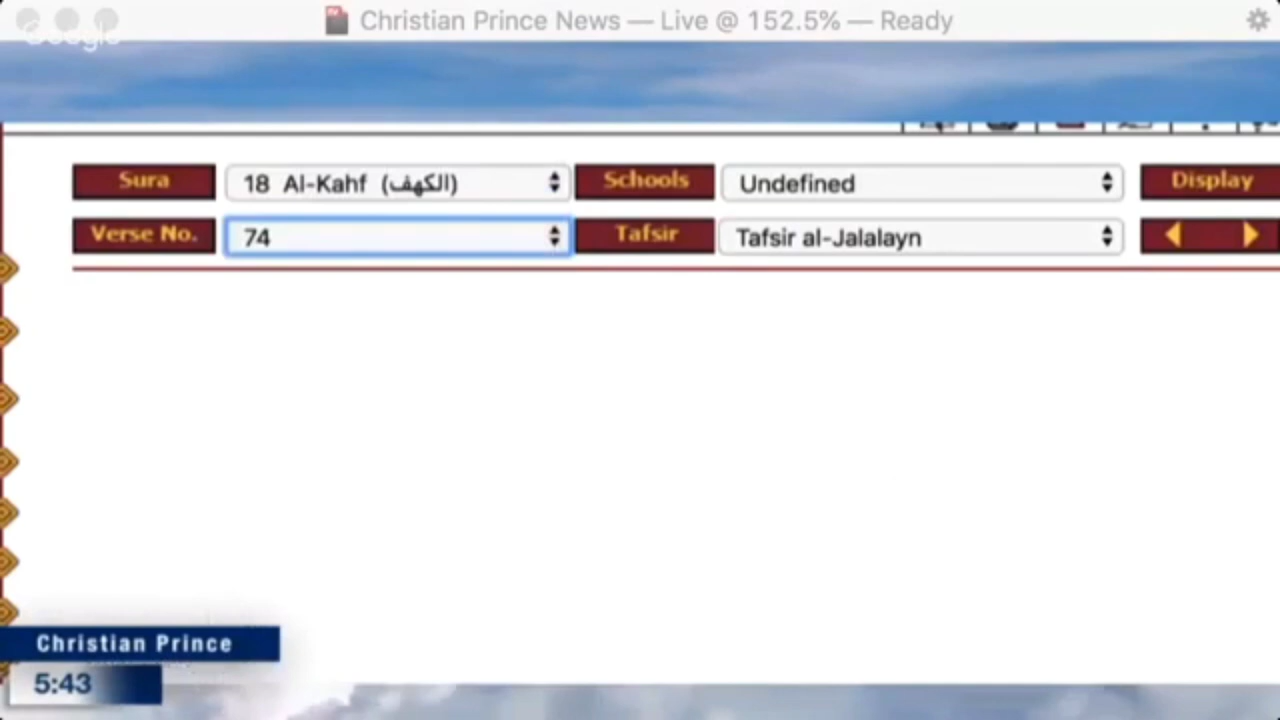 Christian Prince News — Live @ 152.5% — Ready
Google
Sura
18 Al-Kahf (الكهف)
Schools
Undefined
Display
Verse No.
74
Tafsir
Tafsir al-Jalalayn
Christian Prince
5:43